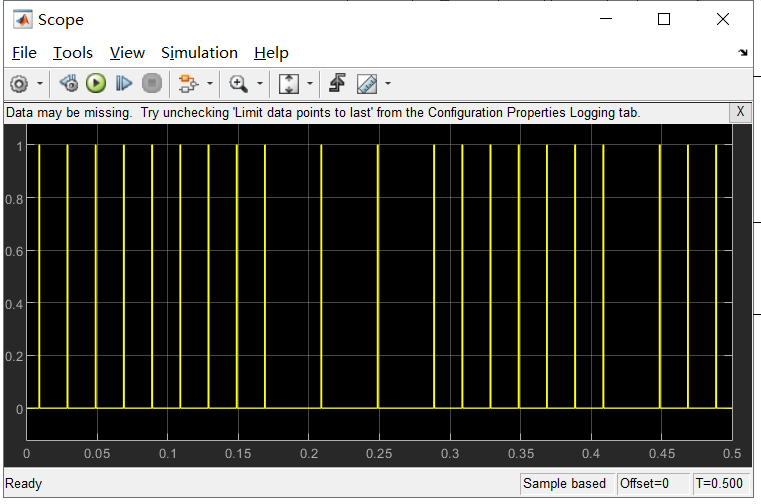 Scope
File Tools View Simulation Help
Data may be missing. Try unchecking 'Limit data points to last' from the Configuration Properties Logging tab. X
1
0.8
0.6
0.4
0.2
0
0 0.05 0.1 0.15 0.2 0.25 0.3 0.35 0.4 0.45 0.5
Ready Sample based Offset=0 T=0.500